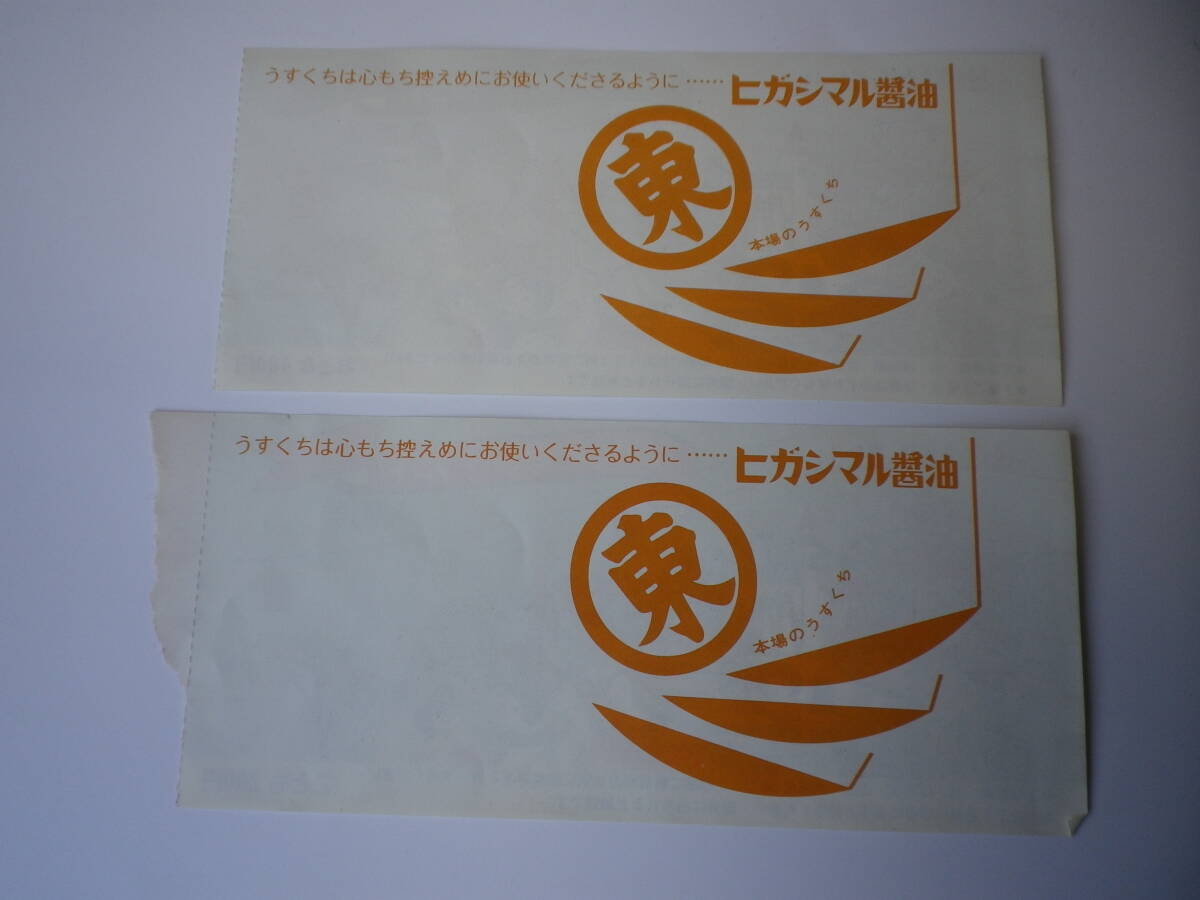 うすくちは心もち控えめにお使いくださるように……
ヒガシマル醬油
東
本場のうすくち
うすくちは心もち控えめにお使いくださるように……
ヒガシマル醬油
東
本場のうすくち